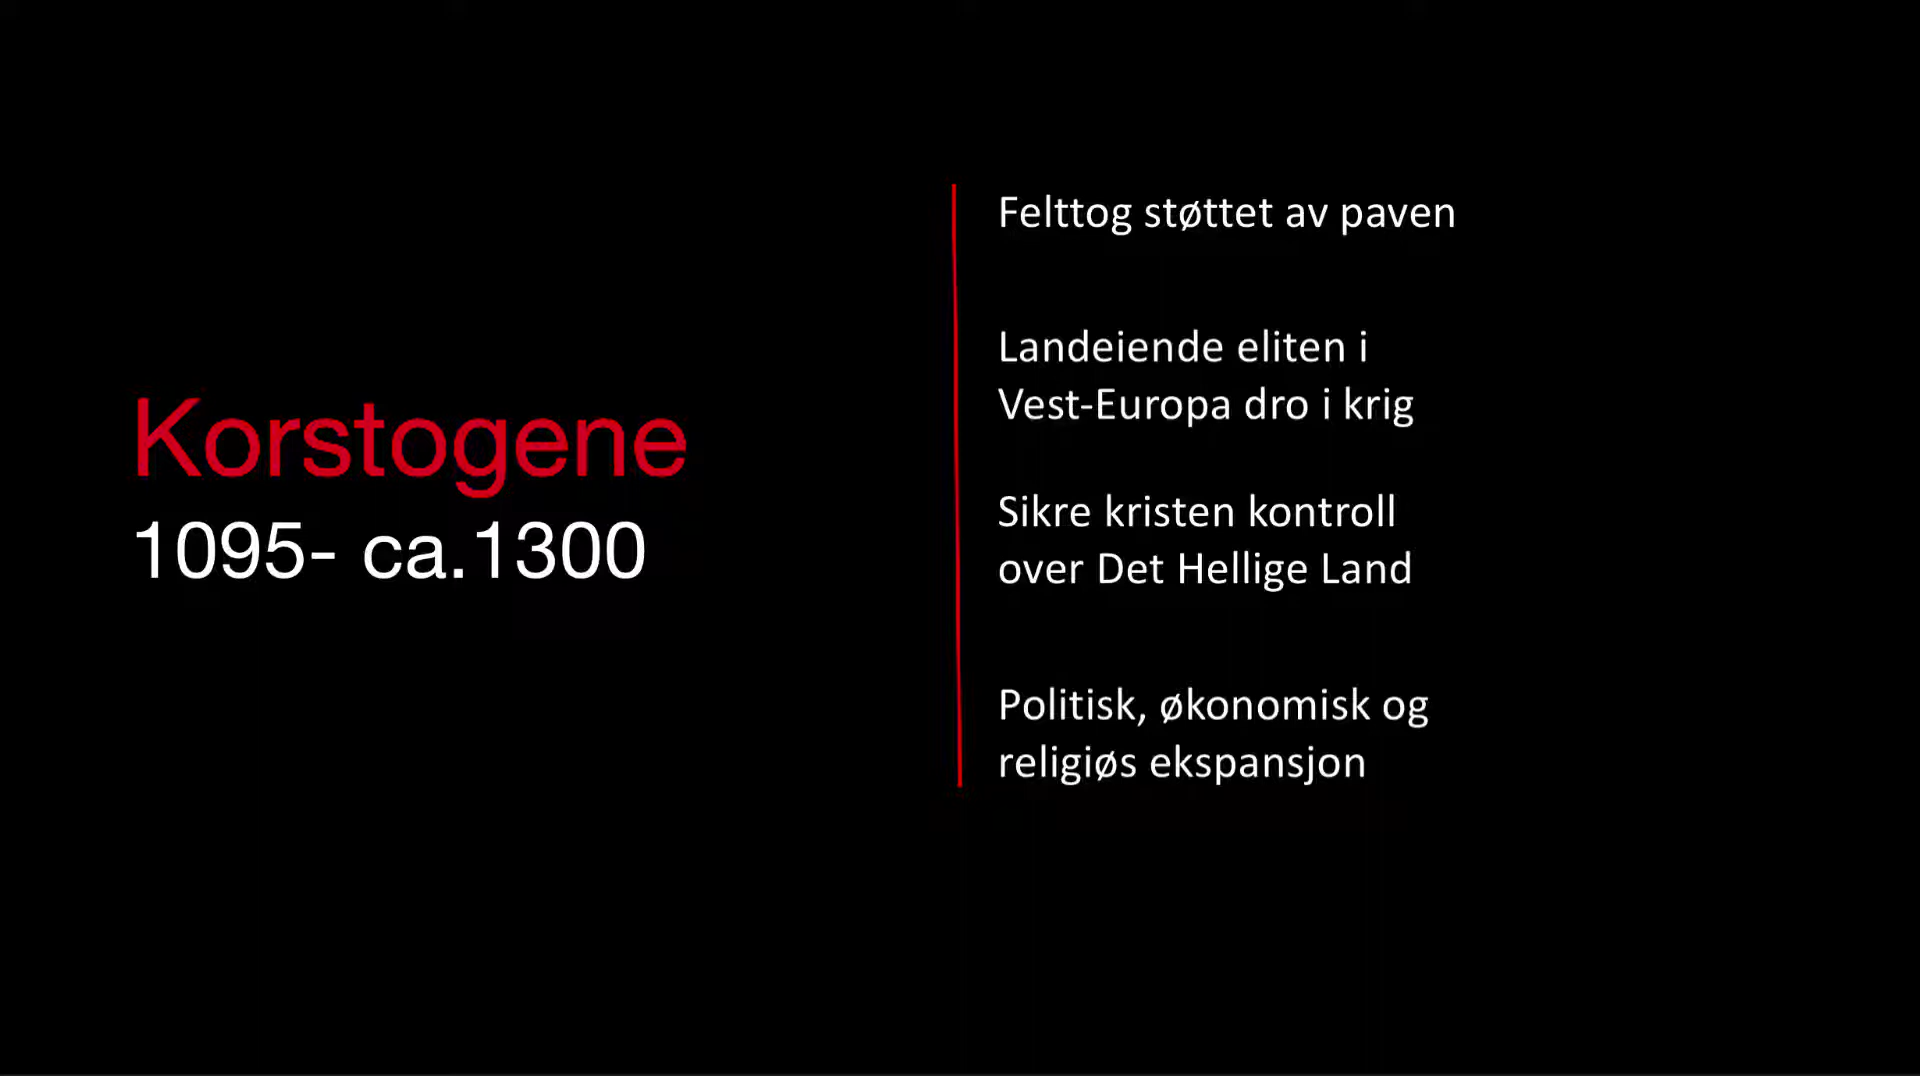 Korstogene
1095- ca.1300
Felttog støttet av paven
Landeiende eliten i
Vest-Europa dro i krig
Sikre kristen kontroll
over Det Hellige Land
Politisk, økonomisk og
religiøs ekspansjon